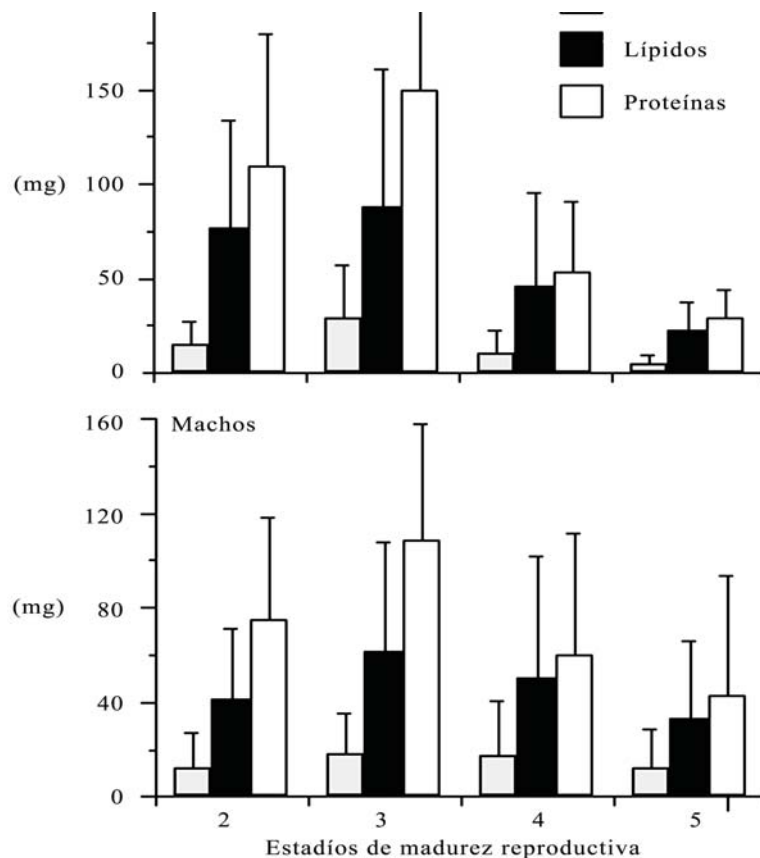 Lípidos
Proteínas
150
(mg)
100
50
0
160
Machos
120
(mg)
80
40
0
2 3 4 5
Estadíos de madurez reproductiva